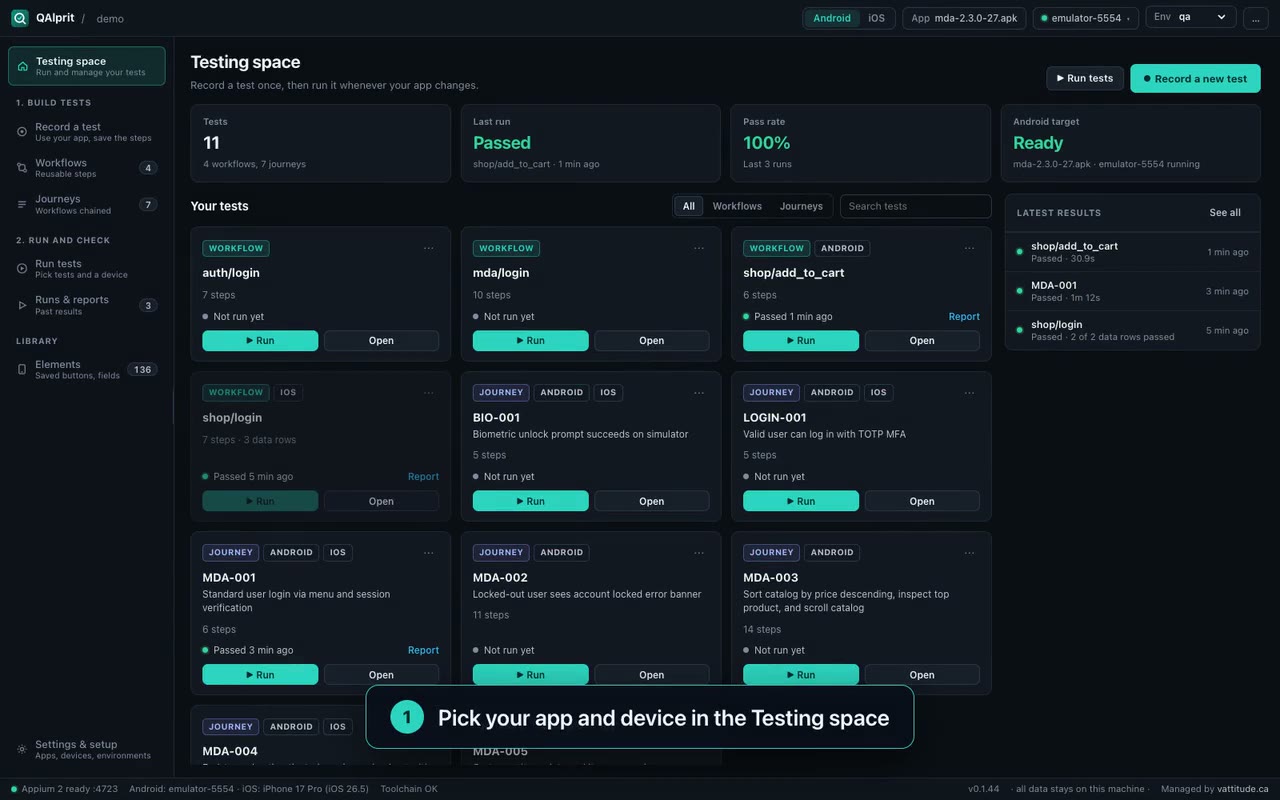 QAlprit / demo
Android iOS
App mda-2.3.0-27.apk
emulator-5554
Env qa
...
Testing space
Run and manage your tests
1. BUILD TESTS
Record a test
Use your app, save the steps
Workflows
Reusable steps
4
Journeys
Workflows chained
7
2. RUN AND CHECK
Run tests
Pick tests and a device
Runs & reports
Past results
3
LIBRARY
Elements
Saved buttons, fields
136
Settings & setup
Apps, devices, environments
Testing space
Record a test once, then run it whenever your app changes.
Run tests
Record a new test
Tests
11
4 workflows, 7 journeys
Last run
Passed
shop/add_to_cart · 1 min ago
Pass rate
100%
Last 3 runs
Android target
Ready
mda-2.3.0-27.apk · emulator-5554 running
Your tests
All Workflows Journeys
Search tests
WORKFLOW ...
auth/login
7 steps
Not run yet
Run Open
WORKFLOW ...
mda/login
10 steps
Not run yet
Run Open
WORKFLOW ANDROID ...
shop/add_to_cart
6 steps
Passed 1 min ago Report
Run Open
WORKFLOW IOS ...
shop/login
7 steps · 3 data rows
Passed 5 min ago Report
Run Open
JOURNEY ANDROID IOS ...
BIO-001
Biometric unlock prompt succeeds on simulator
5 steps
Not run yet
Run Open
JOURNEY ANDROID IOS ...
LOGIN-001
Valid user can log in with TOTP MFA
5 steps
Not run yet
Run Open
JOURNEY ANDROID IOS ...
MDA-001
Standard user login via menu and session
verification
6 steps
Passed 3 min ago Report
Run Open
JOURNEY ANDROID ...
MDA-002
Locked-out user sees account locked error banner
11 steps
Not run yet
Run Open
JOURNEY ANDROID ...
MDA-003
Sort catalog by price descending, inspect top
product, and scroll catalog
14 steps
Not run yet
Run Open
JOURNEY ANDROID IOS
MDA-004
MDA-005
LATEST RESULTS See all
shop/add_to_cart
Passed · 30.9s
1 min ago
MDA-001
Passed · 1m 12s
3 min ago
shop/login
Passed · 2 of 2 data rows passed
5 min ago
1 Pick your app and device in the Testing space
Appium 2 ready :4723 Android: emulator-5554 · iOS: iPhone 17 Pro (iOS 26.5) Toolchain OK
v0.1.44 · all data stays on this machine · Managed by vattitude.ca